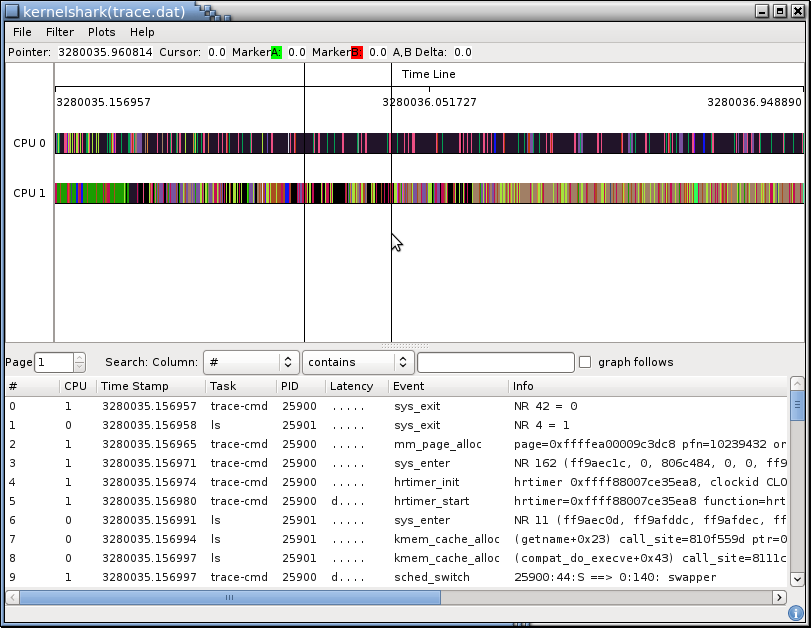 kernelshark(trace.dat)
File Filter Plots Help
Pointer: 3280035.960814 Cursor: 0.0 MarkerA: 0.0 MarkerB: 0.0 A,B Delta: 0.0
Time Line
3280035.156957 3280036.051727 3280036.948890
CPU 0
CPU 1
Page 1 Search: Column: # contains graph follows
# CPU Time Stamp Task PID Latency Event Info
0 1 3280035.156957 trace-cmd 25900 ..... sys_exit NR 42 = 0
1 0 3280035.156958 ls 25901 ..... sys_exit NR 4 = 1
2 1 3280035.156965 trace-cmd 25900 ..... mm_page_alloc page=0xffffea00009c3dc8 pfn=10239432 or
3 1 3280035.156971 trace-cmd 25900 ..... sys_enter NR 162 (ff9aec1c, 0, 806c484, 0, 0, ff9
4 1 3280035.156974 trace-cmd 25900 ..... hrtimer_init hrtimer 0xffff88007ce35ea8, clockid CLO
5 1 3280035.156980 trace-cmd 25900 d.... hrtimer_start hrtimer=0xffff88007ce35ea8 function=hrt
6 0 3280035.156991 ls 25901 ..... sys_enter NR 11 (ff9aec0d, ff9afddc, ff9afdec, ff
7 0 3280035.156994 ls 25901 ..... kmem_cache_alloc (getname+0x23) call_site=810f559d ptr=0
8 0 3280035.156997 ls 25901 ..... kmem_cache_alloc (compat_do_execve+0x43) call_site=8111c
9 1 3280035.156997 trace-cmd 25900 d.... sched_switch 25900:44:S ==> 0:140: swapper